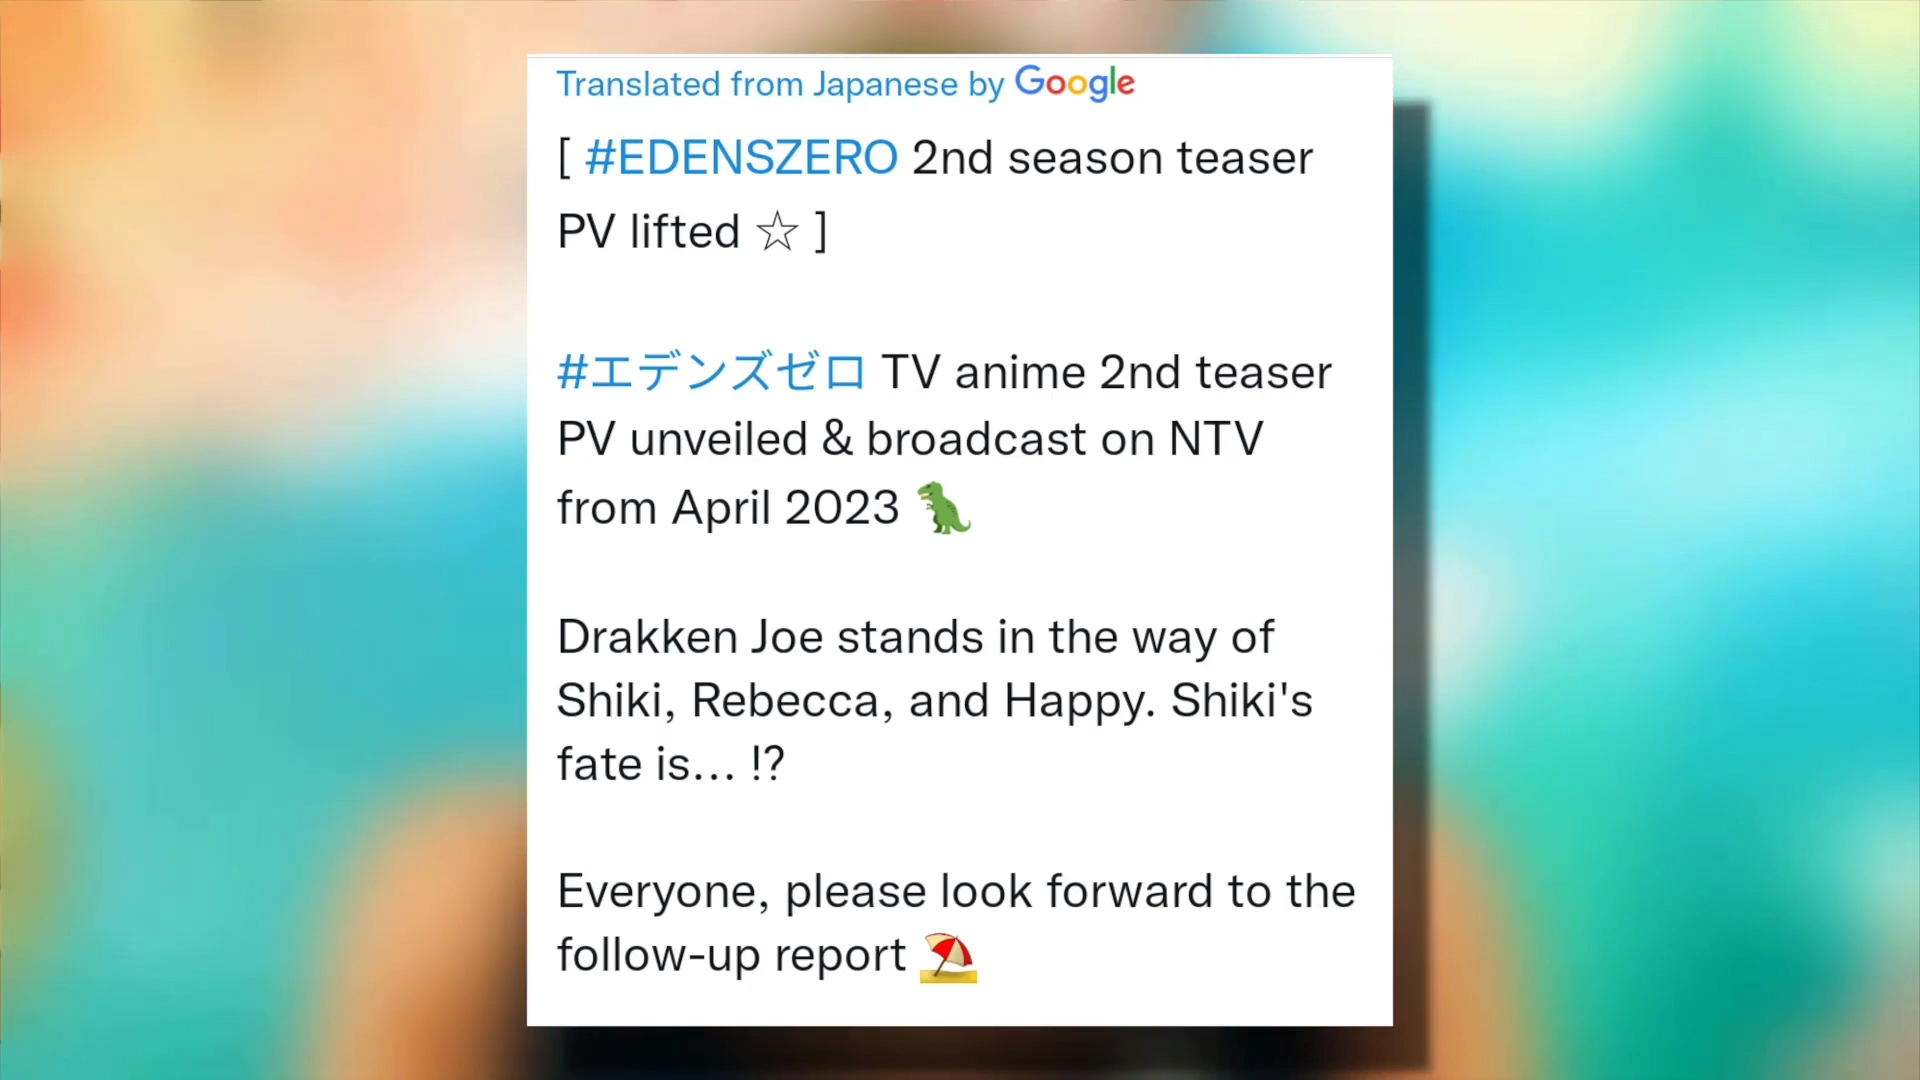 Translated from Japanese by Google
[ #EDENSZERO 2nd season teaser
PV lifted ☆ ]
#エデンズゼロ TV anime 2nd teaser
PV unveiled & broadcast on NTV
from April 2023 🦖
Drakken Joe stands in the way of
Shiki, Rebecca, and Happy. Shiki's
fate is... !?
Everyone, please look forward to the
follow-up report ⛱